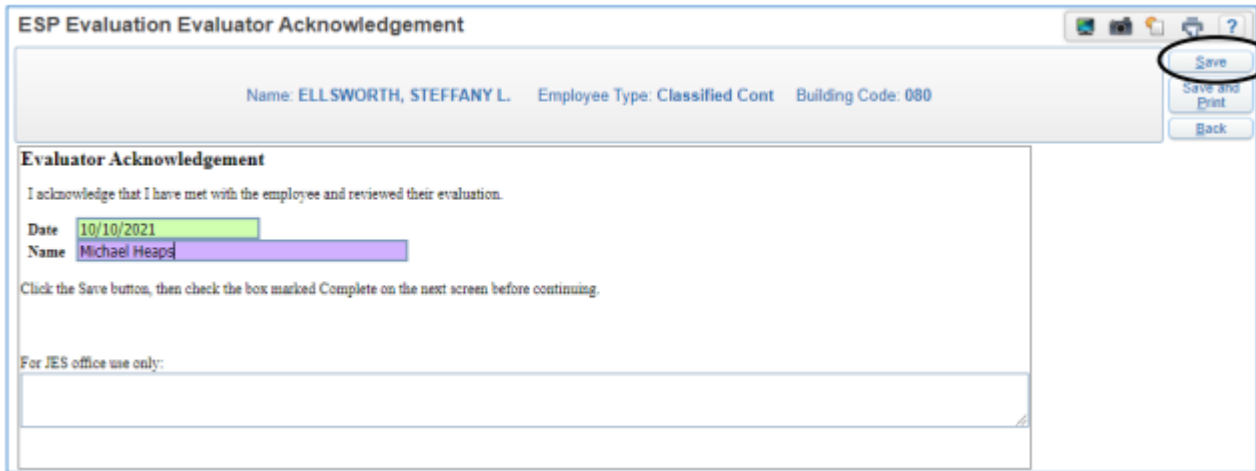 ESP Evaluation Evaluator Acknowledgement
?
Save
Save and
Print
Back
Name: ELLSWORTH, STEFFANY L. Employee Type: Classified Cont Building Code: 080
Evaluator Acknowledgement
I acknowledge that I have met with the employee and reviewed their evaluation.
Date 10/10/2021
Name Michael Heaps
Click the Save button, then check the box marked Complete on the next screen before continuing.
For JES office use only: